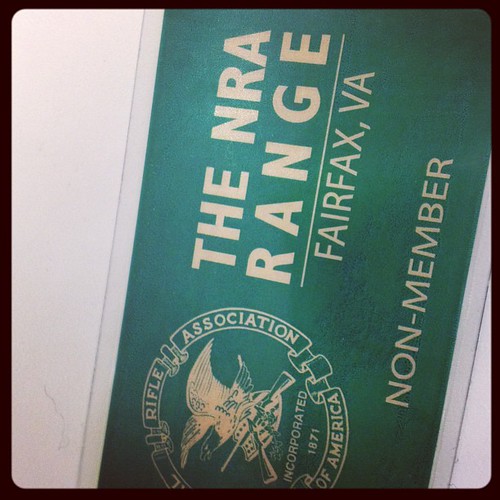 THE NRA
RANGE
FAIRFAX, VA
NON-MEMBER
RIFLE ASSOCIATION
OF AMERICA
INCORPORATED
1871